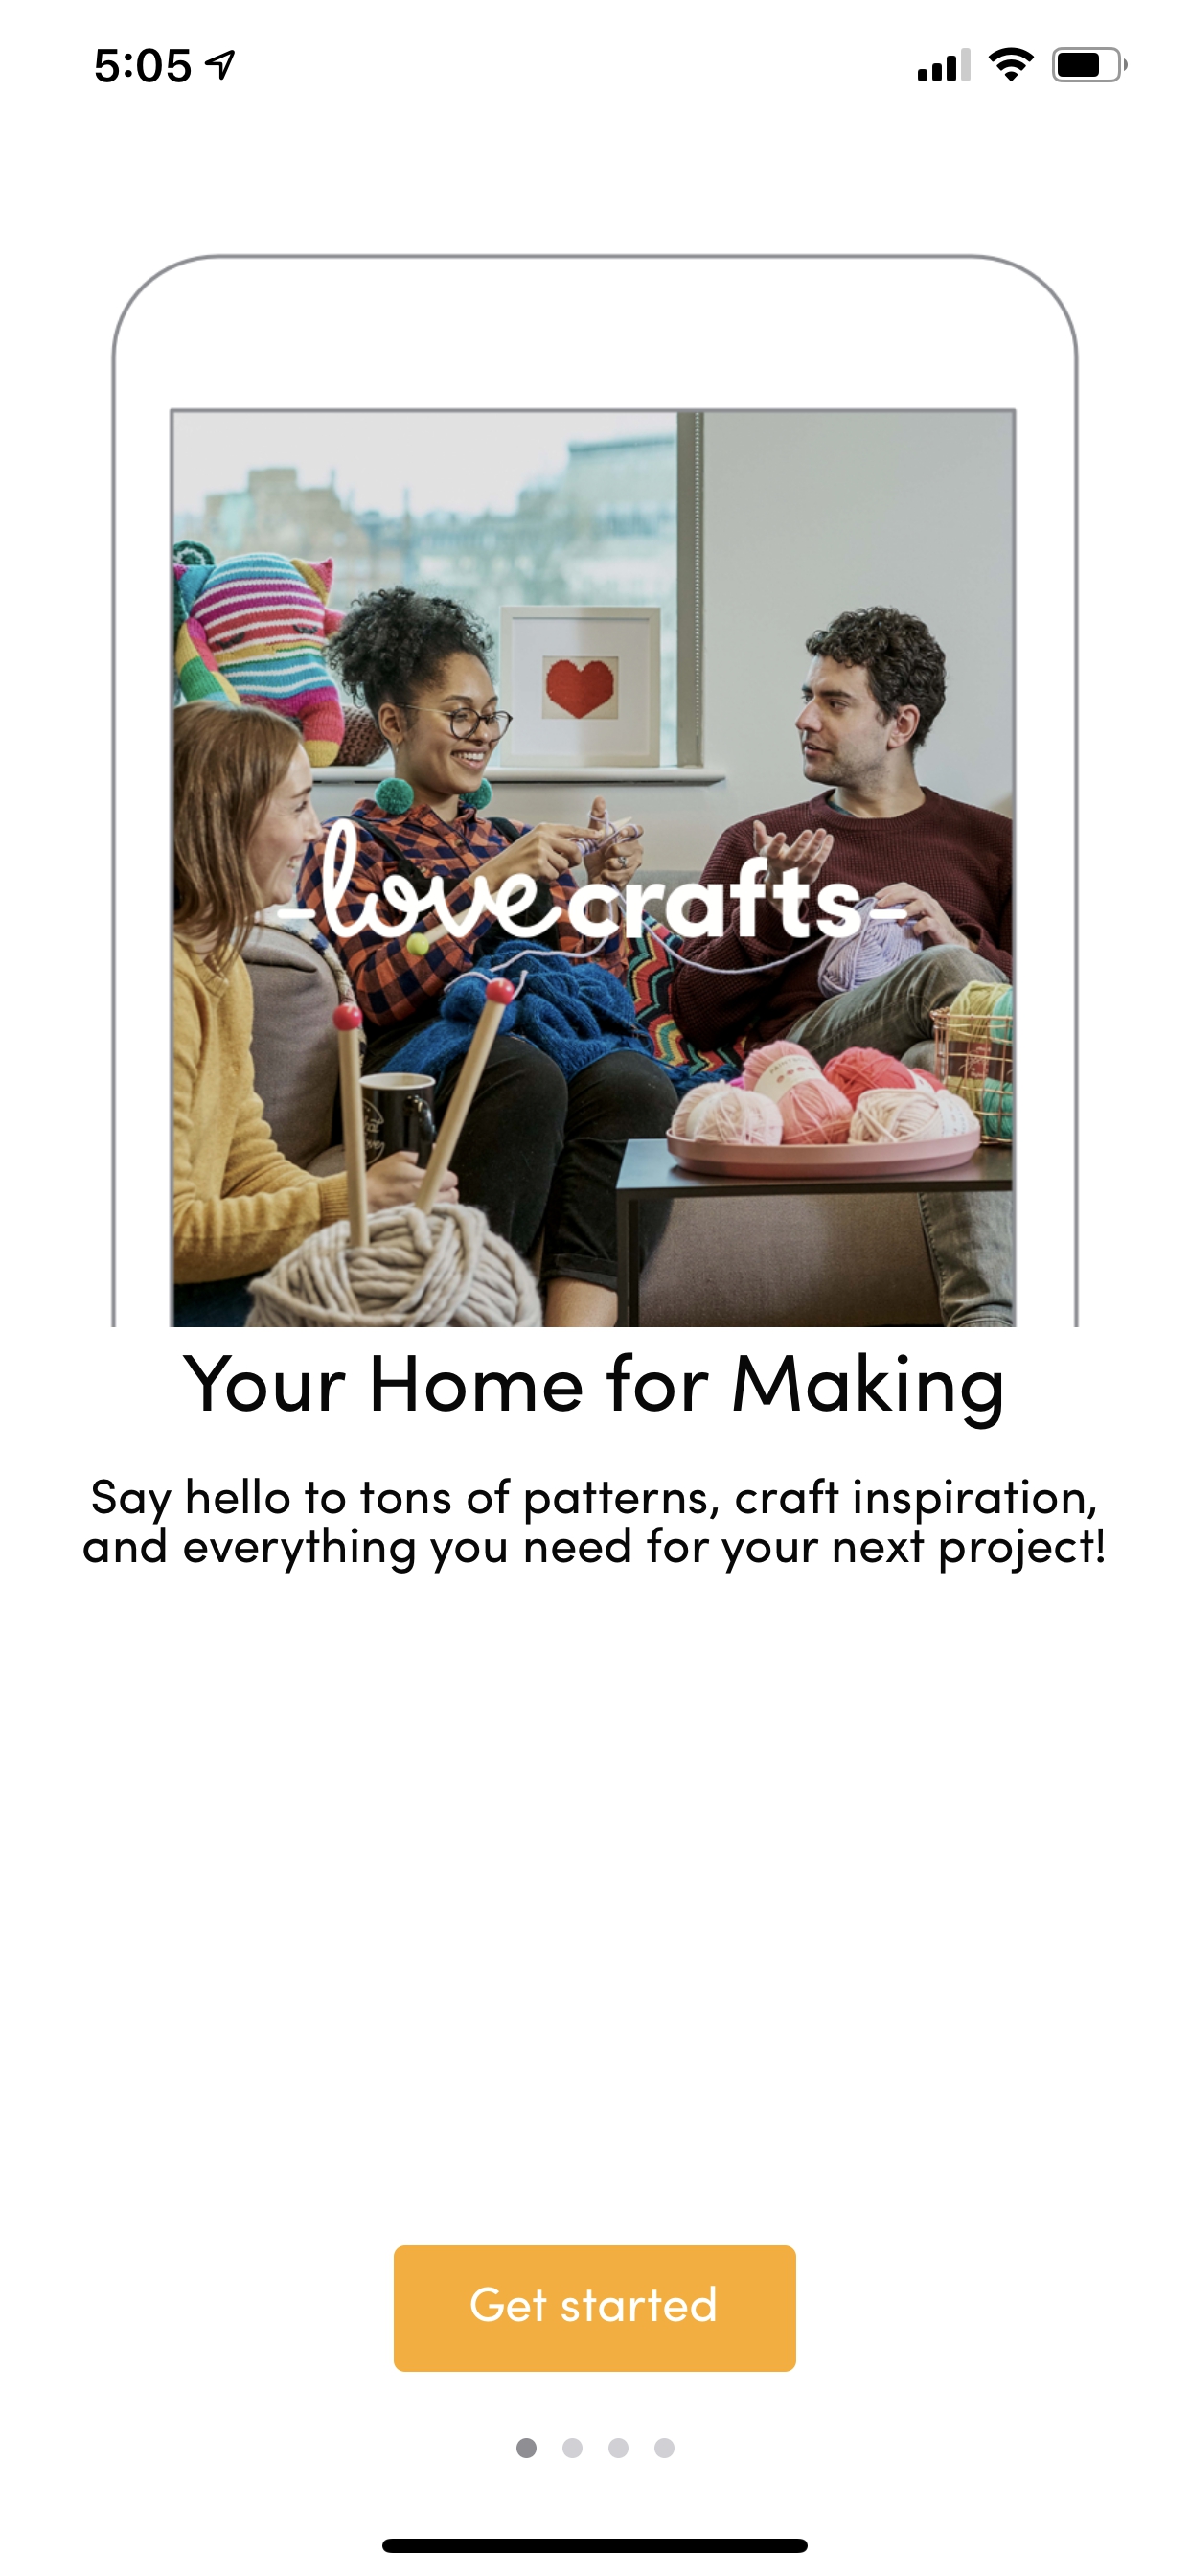 5:05
-lovecrafts-
Your Home for Making
Say hello to tons of patterns, craft inspiration,
and everything you need for your next project!
Get started